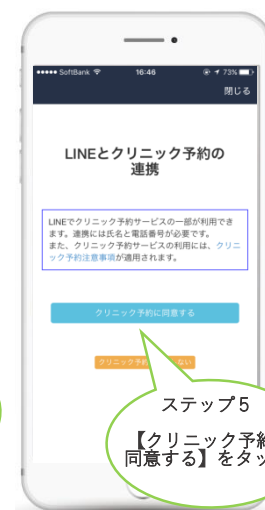 SoftBank 16:46 73%
閉じる
LINEとクリニック予約の
連携
LINEでクリニック予約サービスの一部が利用でき
ます。連携には氏名と電話番号が必要です。
また、クリニック予約サービスの利用には、クリニ
ック予約注意事項が適用されます。
クリニック予約に同意する
クリニック予約 ない
ステップ5
【クリニック予約
同意する】をタッ